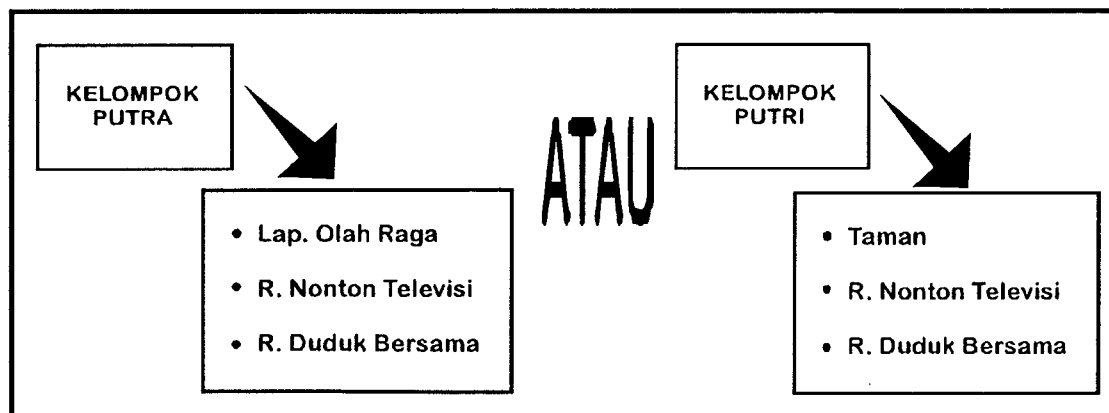 KELOMPOK
PUTRA
• Lap. Olah Raga
• R. Nonton Televisi
• R. Duduk Bersama
ATAU
KELOMPOK
PUTRI
• Taman
• R. Nonton Televisi
• R. Duduk Bersama